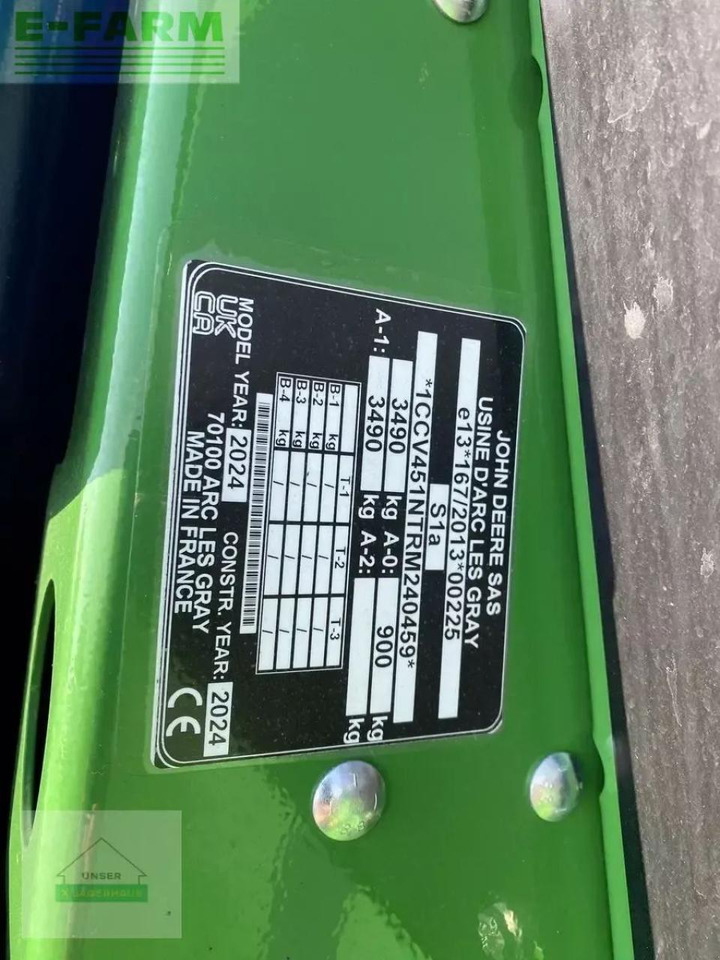 E-FARM
JOHN DEERE SAS
USINE D'ARC LES GRAY
e13*167/2013*00225
S1a
*1CCV451NTRM240459*
3490 kg A-0: 900 kg
A-1: 3490 kg A-2: kg
T-1 T-2 T-3
B-1 kg / / /
B-2 kg / / /
B-3 kg / / /
B-4 kg / / /
MODEL YEAR: 2024 CONSTR. YEAR: 2024
UK
CA
70100 ARC LES GRAY
MADE IN FRANCE
CE
UNSER
LAGERHAUS